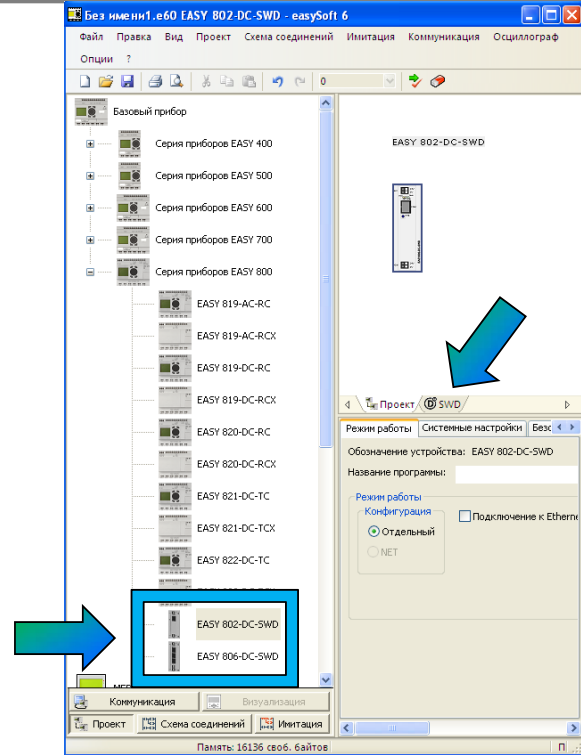 Без имени1.e60 EASY 802-DC-SWD - easySoft 6
Файл Правка Вид Проект Схема соединений Имитация Коммуникация Осциллограф
Опции ?
0
Базовый прибор
Серия приборов EASY 400
Серия приборов EASY 500
Серия приборов EASY 600
Серия приборов EASY 700
Серия приборов EASY 800
EASY 819-AC-RC
EASY 819-AC-RCX
EASY 819-DC-RC
EASY 819-DC-RCX
EASY 820-DC-RC
EASY 820-DC-RCX
EASY 821-DC-TC
EASY 821-DC-TCX
EASY 822-DC-TC
EASY 802-DC-SWD
EASY 806-DC-SWD
Коммуникация Визуализация
Проект Схема соединений Имитация
EASY 802-DC-SWD
Проект SWD
Режим работы Системные настройки Безс
Обозначение устройства: EASY 802-DC-SWD
Название программы:
Режим работы
Конфигурация
Подключение к Etherne
Отдельный
NET
Память: 16136 своб. байтов П